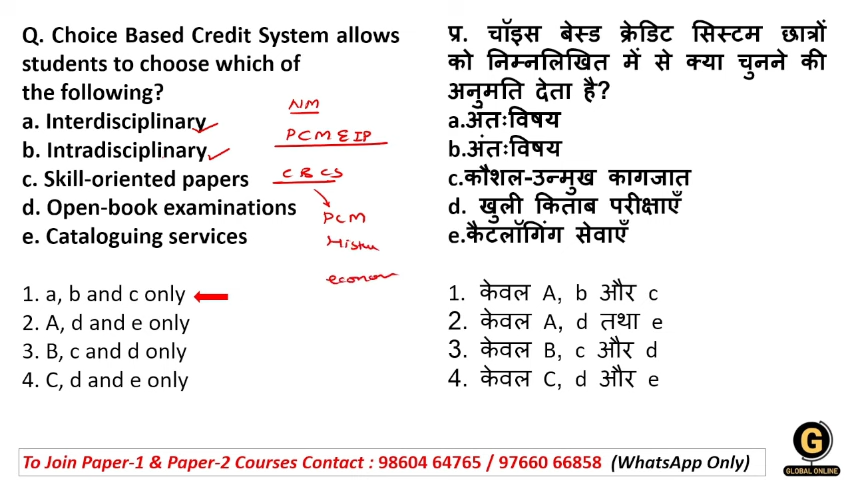 Q. Choice Based Credit System allows
students to choose which of
the following?
a. Interdisciplinary
b. Intradisciplinary
c. Skill-oriented papers
d. Open-book examinations
e. Cataloguing services
NM
PCM E IP
CBCS
PCM
econom
1. a, b and c only
2. A, d and e only
3. B, c and d only
4. C, d and e only
प्र. चॉइस बेस्ड क्रेडिट सिस्टम छात्रों
को निम्नलिखित में से क्या चुनने की
अनुमति देता है?
a.अंतःविषय
b.अंतःविषय
c.कौशल-उन्मुख कागजात
d. खुली किताब परीक्षाएँ
e.कैटलॉगिंग सेवाएँ
1. केवल A, b और c
2. केवल A, d तथा e
3. केवल B, c और d
4. केवल C, d और e
To Join Paper-1 & Paper-2 Courses Contact : 98604 64765 / 97660 66858 (WhatsApp Only)
G
GLOBAL ONLINE